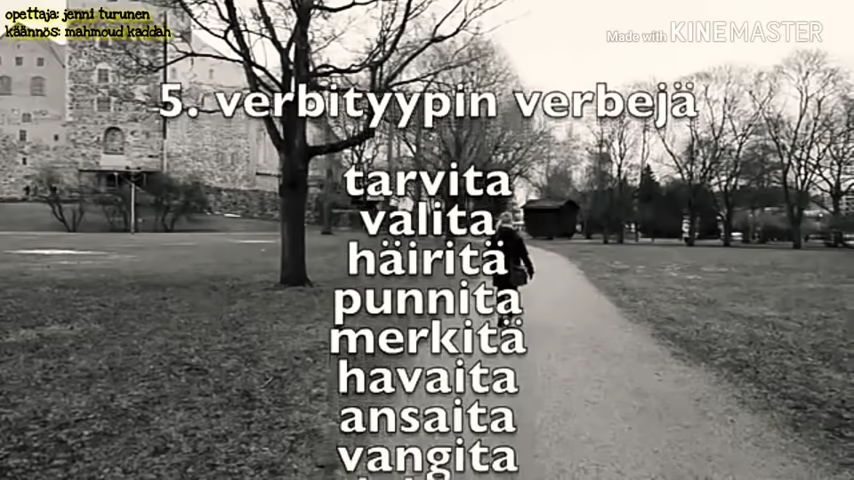 opettaja: jenni turunen
käännös: mahmoud kaddah
Made with KINEMASTER
5. verbityypin verbejä
tarvita
valita
häiritä
punnita
merkitä
havaita
ansaita
vangita